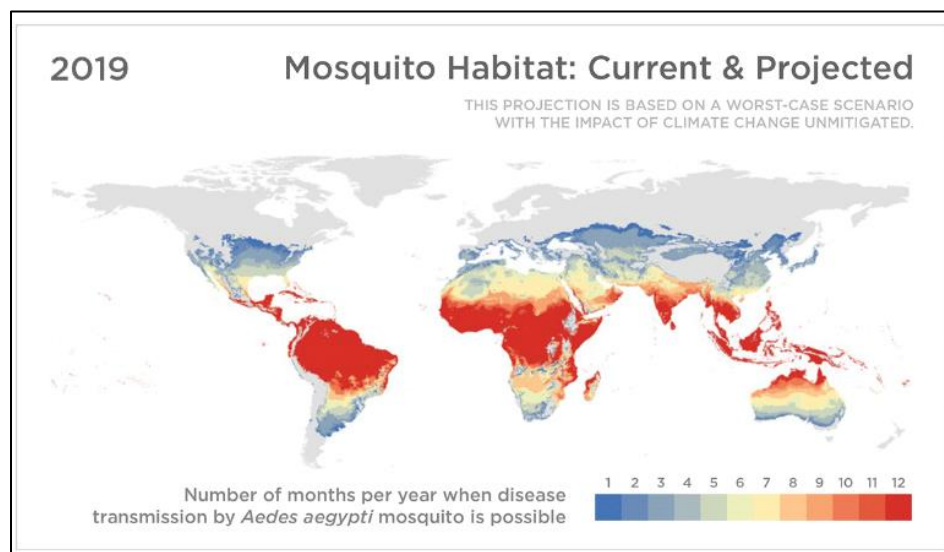 2019
Mosquito Habitat: Current & Projected
THIS PROJECTION IS BASED ON A WORST-CASE SCENARIO
WITH THE IMPACT OF CLIMATE CHANGE UNMITIGATED.
1 2 3 4 5 6 7 8 9 10 11 12
Number of months per year when disease
transmission by Aedes aegypti mosquito is possible